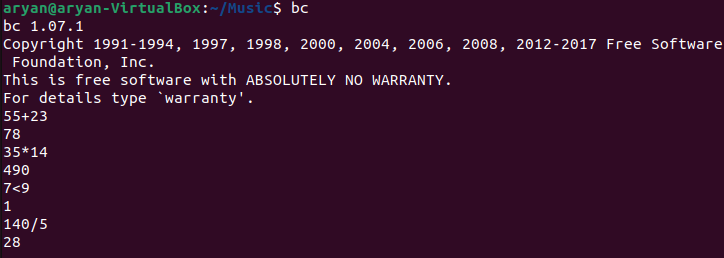 aryan@aryan-VirtualBox:~/Music$ bc
bc 1.07.1
Copyright 1991-1994, 1997, 1998, 2000, 2004, 2006, 2008, 2012-2017 Free Software
 Foundation, Inc.
This is free software with ABSOLUTELY NO WARRANTY.
For details type `warranty'.
55+23
78
35*14
490
7<9
1
140/5
28